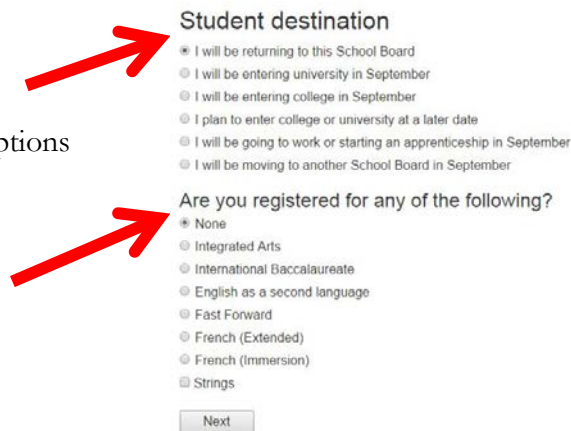 Student destination
I will be returning to this School Board
I will be entering university in September
I will be entering college in September
I plan to enter college or university at a later date
ptions
I will be going to work or starting an apprenticeship in September
I will be moving to another School Board in September
Are you registered for any of the following?
None
Integrated Arts
International Baccalaureate
English as a second language
Fast Forward
French (Extended)
French (Immersion)
Strings
Next